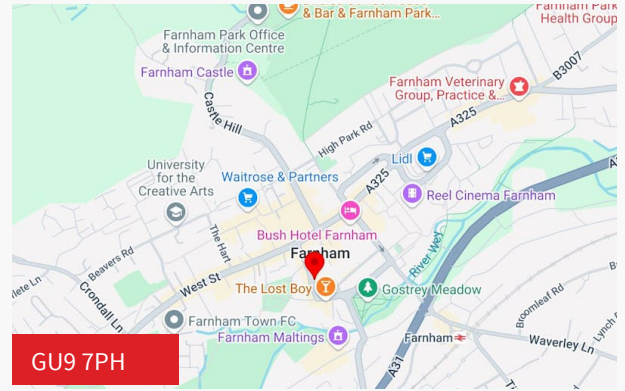 & Bar & Farnham Park...
Farnham Park
Health Group
Farnham Park Office
& Information Centre
Farnham Castle
Farnham Veterinary
Group, Practice &...
B3007
Castle Hill
A325
High Park Rd
University
for the
Creative Arts
Waitrose & Partners
Lidl
A325
Reel Cinema Farnham
Bush Hotel Farnham
The Hart
Farnham
River Wey
Beavers Rd
West St
The Lost Boy
Gostrey Meadow
Crondall Ln
Broomleaf Rd
Farnham Town FC
Farnham Maltings
Farnham
Waverley Ln
A31
GU9 7PH